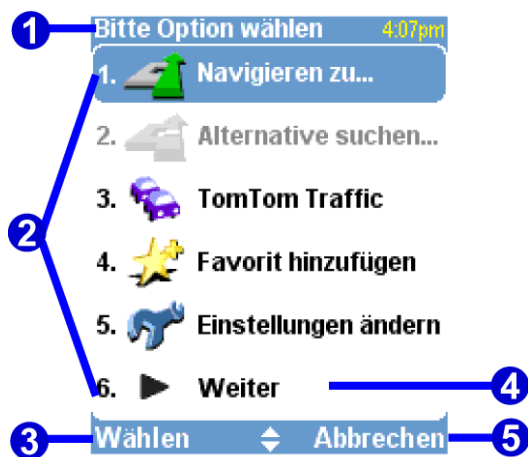 1 Bitte Option wählen 4:07pm
1. Navigieren zu...
2. Alternative suchen...
3. TomTom Traffic
2
4. Favorit hinzufügen
5. Einstellungen ändern
6. Weiter 4
3 Wählen Abbrechen 5